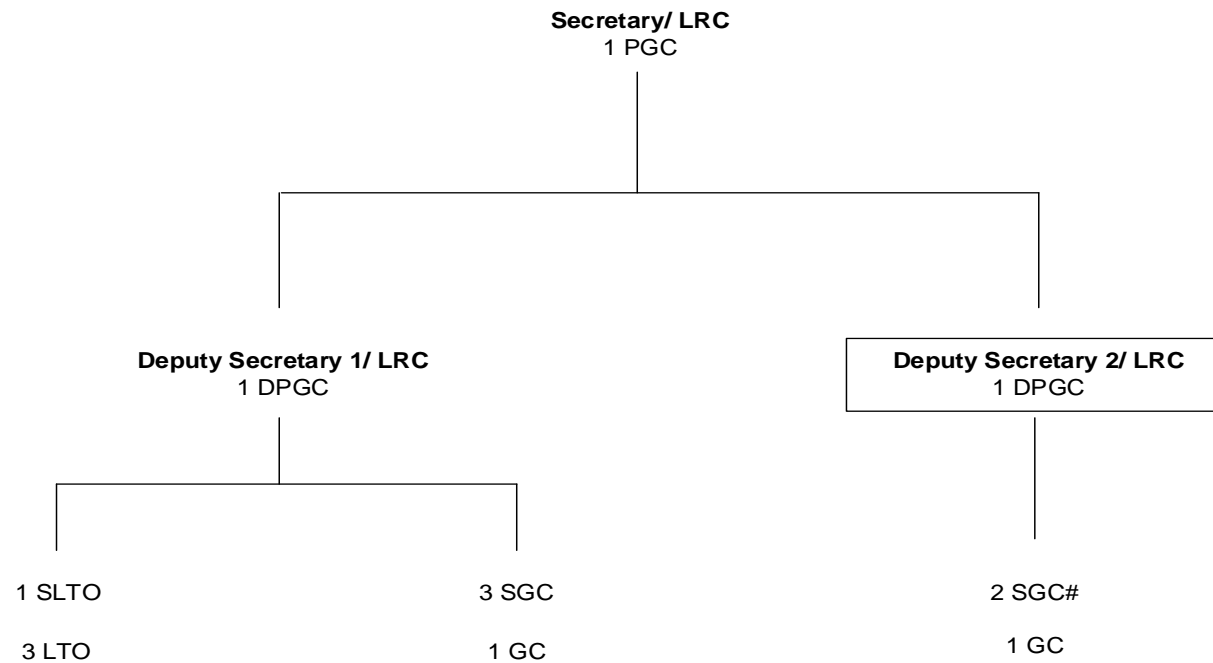 Secretary/ LRC
1 PGC
Deputy Secretary 1/ LRC
1 DPGC
Deputy Secretary 2/ LRC
1 DPGC
1 SLTO
3 SGC
2 SGC#
3 LTO
1 GC
1 GC